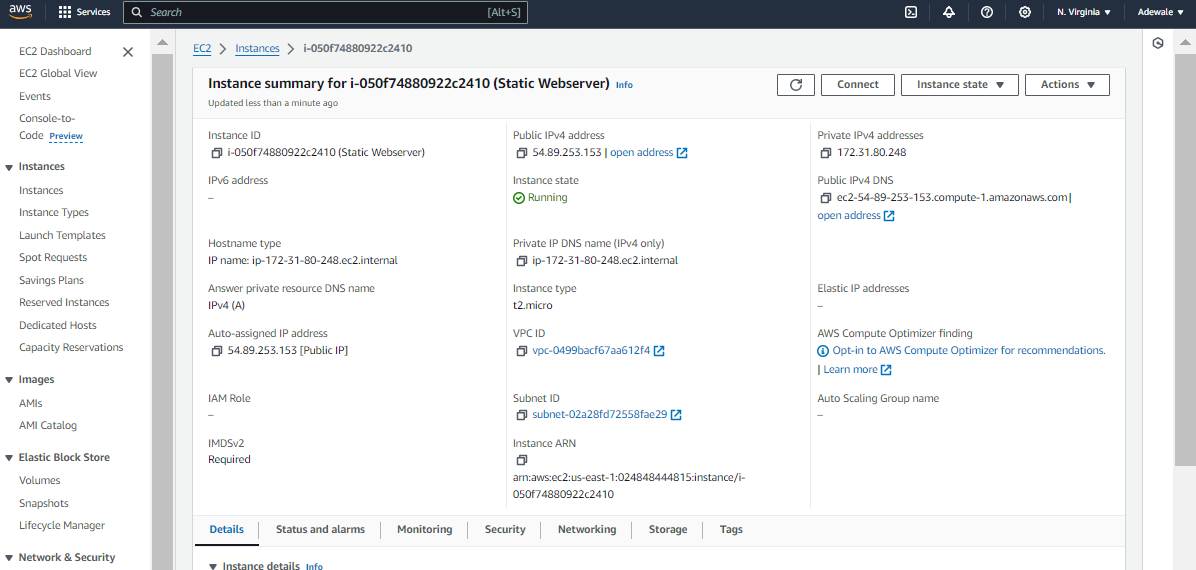 aws
Services
Search
[Alt+S]
N. Virginia
Adewale
EC2 Dashboard
EC2 Global View
Events
Console-to-
Code Preview
Instances
Instances
Instance Types
Launch Templates
Spot Requests
Savings Plans
Reserved Instances
Dedicated Hosts
Capacity Reservations
Images
AMIs
AMI Catalog
Elastic Block Store
Volumes
Snapshots
Lifecycle Manager
Network & Security
EC2 > Instances > i-050f74880922c2410
Instance summary for i-050f74880922c2410 (Static Webserver) Info
Updated less than a minute ago
Connect
Instance state
Actions
Instance ID
i-050f74880922c2410 (Static Webserver)
Public IPv4 address
54.89.253.153 | open address
Private IPv4 addresses
172.31.80.248
IPv6 address
–
Instance state
Running
Public IPv4 DNS
ec2-54-89-253-153.compute-1.amazonaws.com |
open address
Hostname type
IP name: ip-172-31-80-248.ec2.internal
Private IP DNS name (IPv4 only)
ip-172-31-80-248.ec2.internal
Answer private resource DNS name
IPv4 (A)
Instance type
t2.micro
Elastic IP addresses
–
Auto-assigned IP address
54.89.253.153 [Public IP]
VPC ID
vpc-0499bacf67aa612f4
AWS Compute Optimizer finding
Opt-in to AWS Compute Optimizer for recommendations.
| Learn more
IAM Role
–
Subnet ID
subnet-02a28fd72558fae29
Auto Scaling Group name
–
IMDSv2
Required
Instance ARN
arn:aws:ec2:us-east-1:024848444815:instance/i-
050f74880922c2410
Details
Status and alarms
Monitoring
Security
Networking
Storage
Tags
Instance details Info